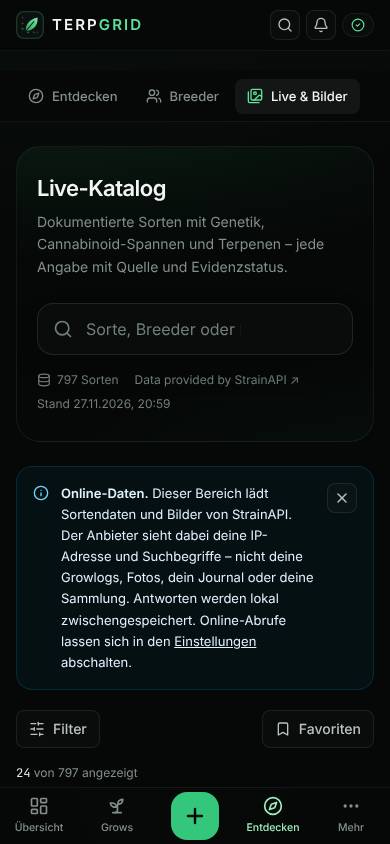 TERPGRID
Entdecken
Breeder
Live & Bilder
Live-Katalog
Dokumentierte Sorten mit Genetik,
Cannabinoid-Spannen und Terpenen – jede
Angabe mit Quelle und Evidenzstatus.
Sorte, Breeder oder
797 Sorten
Data provided by StrainAPI ↗
Stand 27.11.2026, 20:59
Online-Daten. Dieser Bereich lädt
Sortendaten und Bilder von StrainAPI.
Der Anbieter sieht dabei deine IP-
Adresse und Suchbegriffe – nicht deine
Growlogs, Fotos, dein Journal oder deine
Sammlung. Antworten werden lokal
zwischengespeichert. Online-Abrufe
lassen sich in den Einstellungen
abschalten.
Filter
Favoriten
24 von 797 angezeigt
Übersicht
Grows
Entdecken
Mehr